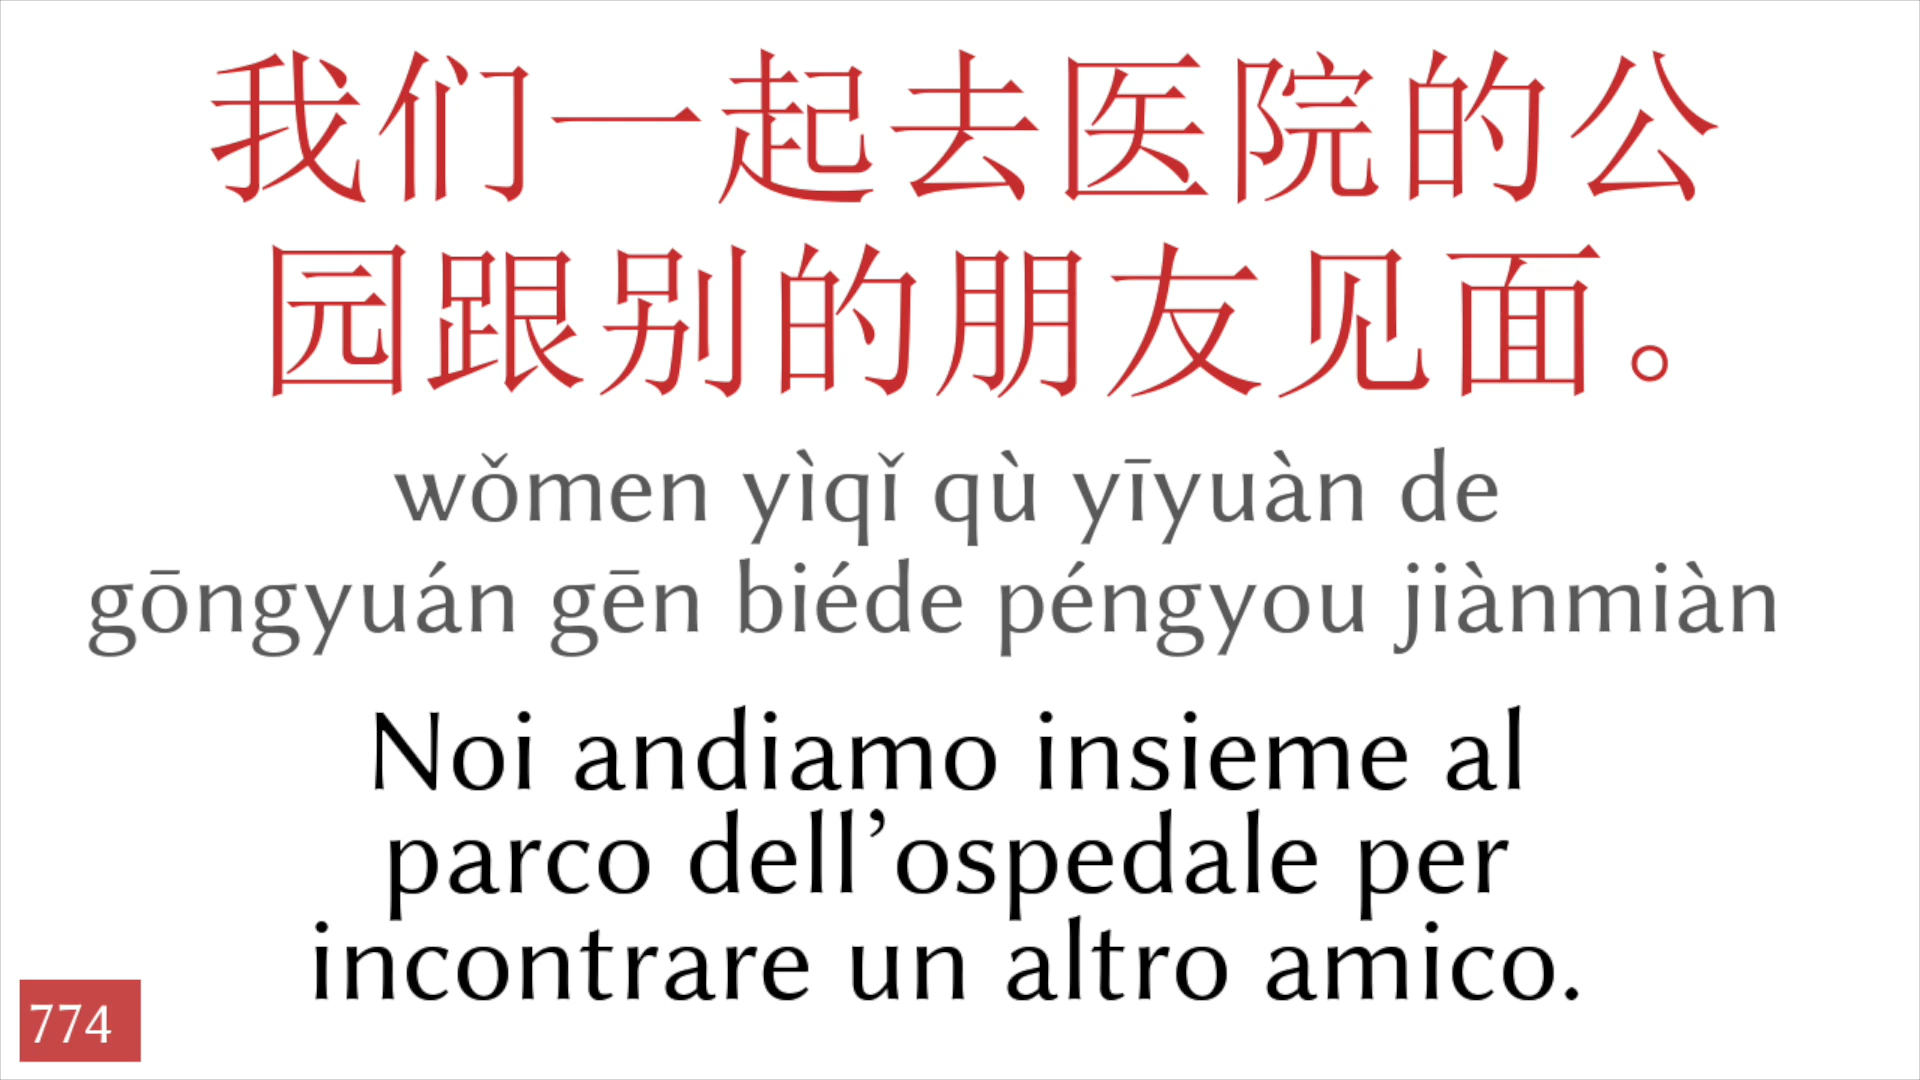 我们一起去医院的公
园跟别的朋友见面。
wǒmen yìqǐ qù yīyuàn de
gōngyuán gēn biéde péngyou jiànmiàn
Noi andiamo insieme al
parco dell’ospedale per
incontrare un altro amico.
774